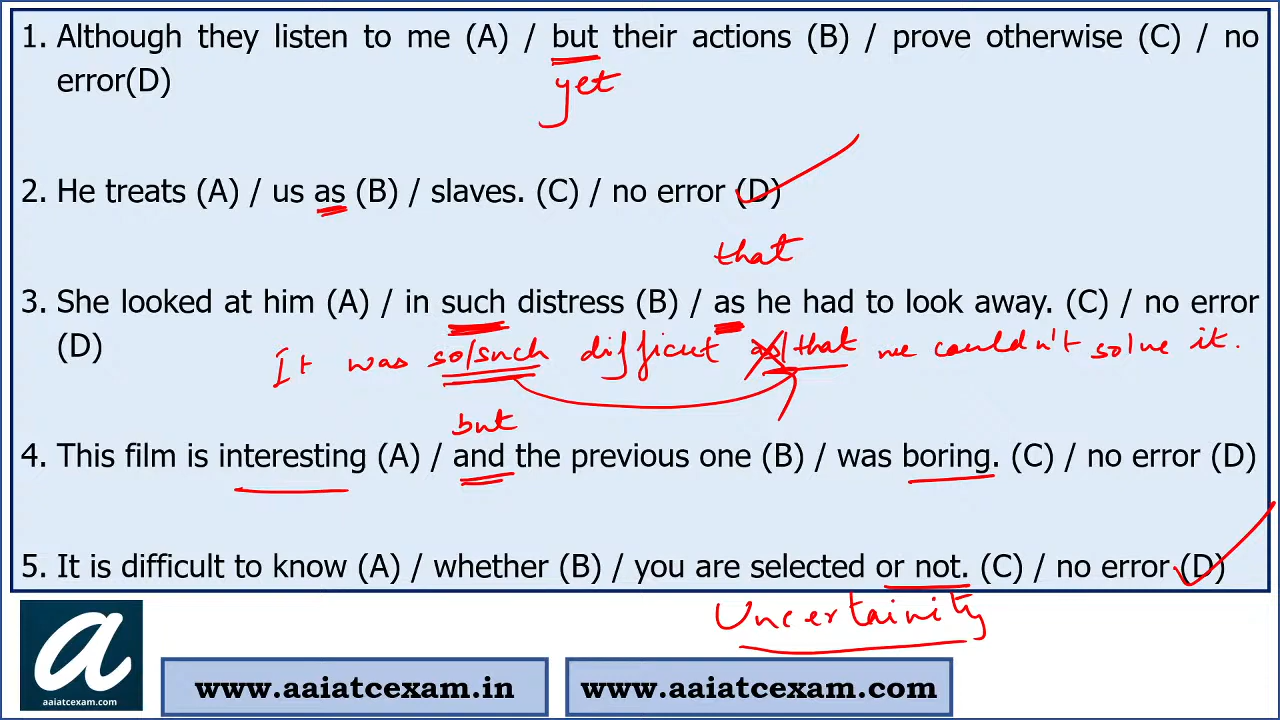 1. Although they listen to me (A) / but their actions (B) / prove otherwise (C) / no
error(D)
yet
2. He treats (A) / us as (B) / slaves. (C) / no error (D)
that
3. She looked at him (A) / in such distress (B) / as he had to look away. (C) / no error
(D)
It was so/such difficult as/that we couldn't solve it.
but
4. This film is interesting (A) / and the previous one (B) / was boring. (C) / no error (D)
5. It is difficult to know (A) / whether (B) / you are selected or not. (C) / no error (D)
Uncertainity
a
aaiatcexam.com
www.aaiatcexam.in
www.aaiatcexam.com